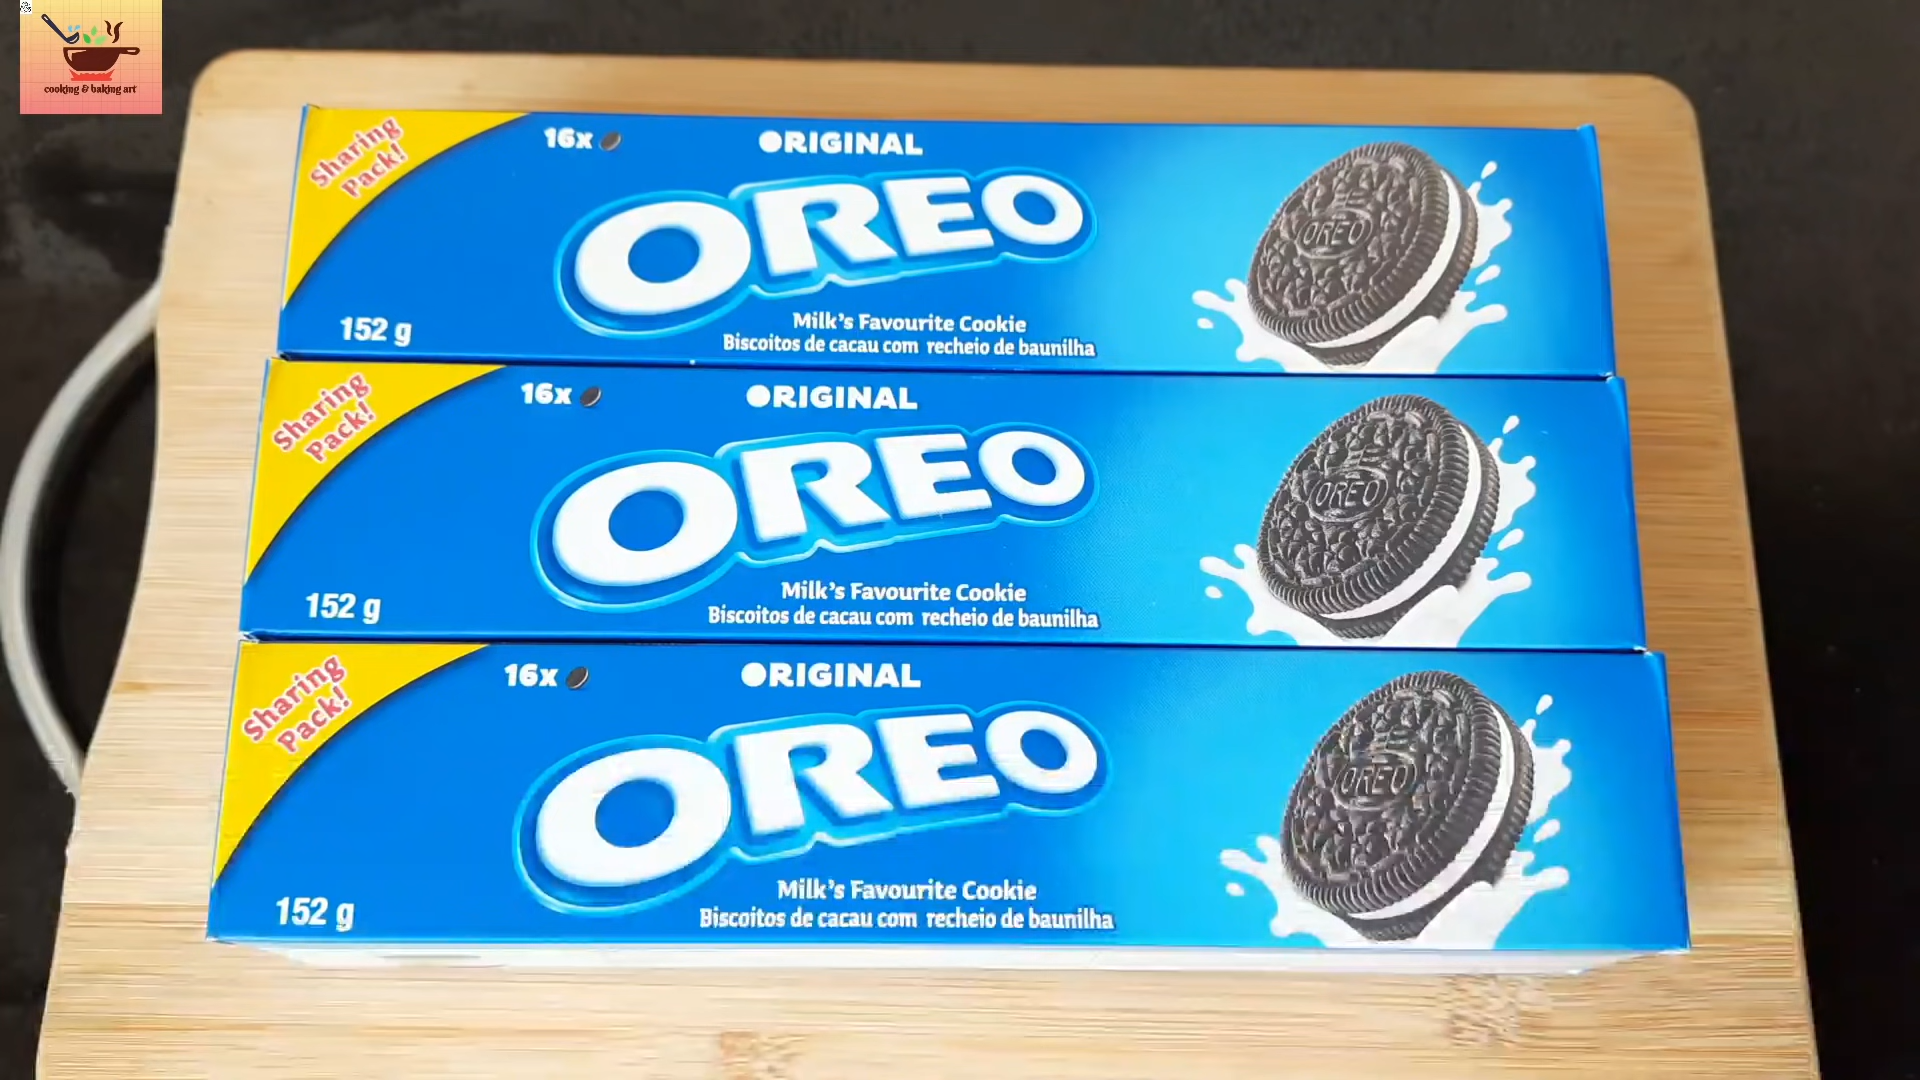 cooking & baking art
Sharing
Pack!
16x
ORIGINAL
OREO
Milk's Favourite Cookie
Biscoitos de cacau com recheio de baunilha
152 g
OREO
Sharing
Pack!
16x
ORIGINAL
OREO
Milk's Favourite Cookie
Biscoitos de cacau com recheio de baunilha
152 g
OREO
Sharing
Pack!
16x
ORIGINAL
OREO
Milk's Favourite Cookie
Biscoitos de cacau com recheio de baunilha
152 g
OREO